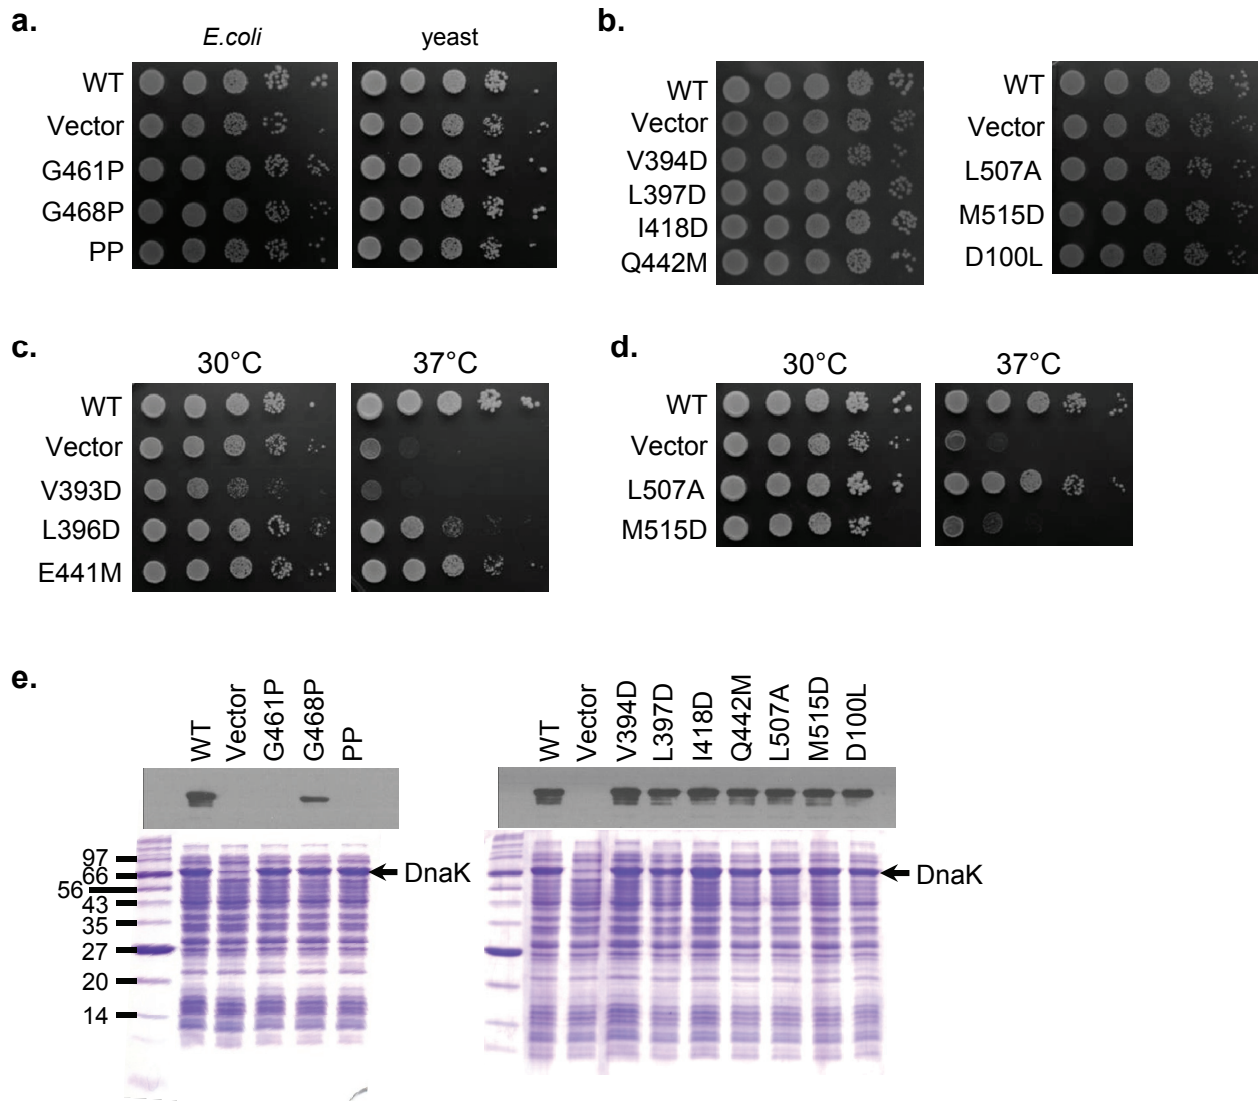 a.
E.coli
yeast
WT
Vector
G461P
G468P
PP
b.
WT
Vector
V394D
L397D
I418D
Q442M
WT
Vector
L507A
M515D
D100L
c.
30°C
37°C
WT
Vector
V393D
L396D
E441M
d.
30°C
37°C
WT
Vector
L507A
M515D
e.
WT
Vector
G461P
G468P
PP
97
66
56
43
35
27
20
14
DnaK
WT
Vector
V394D
L397D
I418D
Q442M
L507A
M515D
D100L
DnaK